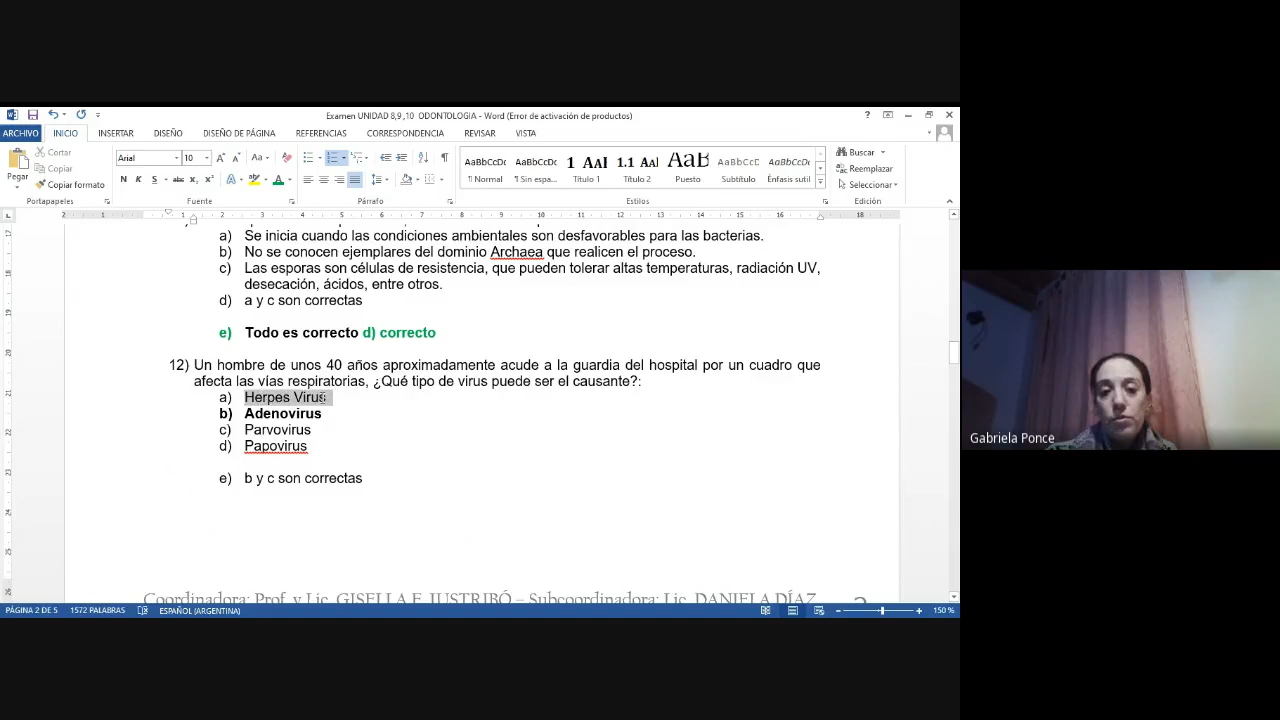 Examen UNIDAD 8,9 ,10 ODONTOLOGIA - Word (Error de activación de productos)
ARCHIVO INICIO INSERTAR DISEÑO DISEÑO DE PÁGINA REFERENCIAS CORRESPONDENCIA REVISAR VISTA
Pegar
Cortar
Copiar
Copiar formato
Portapapeles
Arial 10
Fuente
Párrafo
AaBbCcDc AaBbCcDc 1 AaI 1.1 AaI AaB AaBbCcDc AaBbCcDc
¶ Normal ¶ Sin espa... Título 1 Título 2 Puesto Subtítulo Énfasis sutil
Estilos
Buscar
Reemplazar
Seleccionar
Edición
a) Se inicia cuando las condiciones ambientales son desfavorables para las bacterias.
b) No se conocen ejemplares del dominio Archaea que realicen el proceso.
c) Las esporas son células de resistencia, que pueden tolerar altas temperaturas, radiación UV,
desecación, ácidos, entre otros.
d) a y c son correctas
e) Todo es correcto d) correcto
12) Un hombre de unos 40 años aproximadamente acude a la guardia del hospital por un cuadro que
afecta las vías respiratorias, ¿Qué tipo de virus puede ser el causante?:
a) Herpes Virus
b) Adenovirus
c) Parvovirus
d) Papovirus
e) b y c son correctas
Coordinadora: Prof. y Lic. GISELLA E. IUSTRIBÓ – Subcoordinadora: Lic. DANIELA DÍAZ
PÁGINA 2 DE 5 1572 PALABRAS ESPAÑOL (ARGENTINA) 150 %
Gabriela Ponce